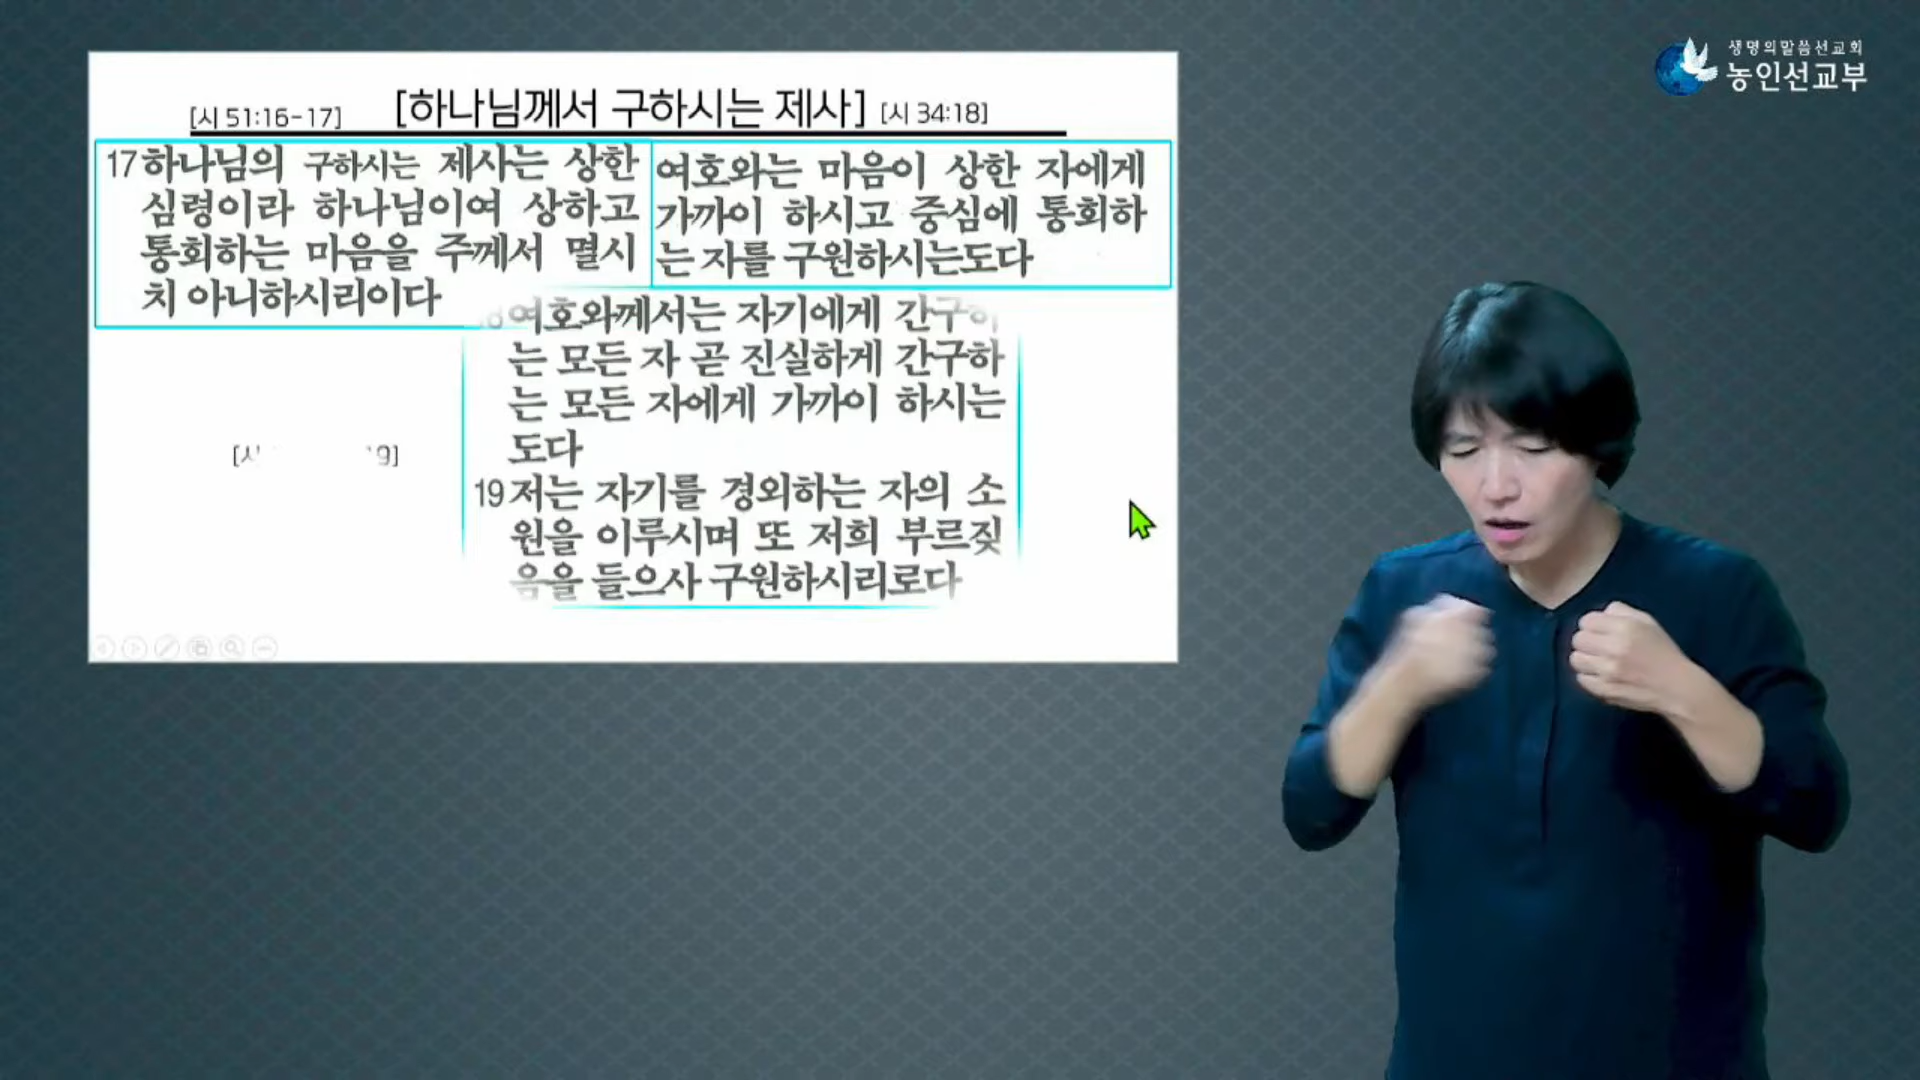 생명의말씀선교회
농인선교부
[시 51:16-17] [하나님께서 구하시는 제사] [시 34:18]
17 하나님의 구하시는 제사는 상한
심령이라 하나님이여 상하고
통회하는 마음을 주께서 멸시
치 아니하시리이다
여호와는 마음이 상한 자에게
가까이 하시고 중심에 통회하
는 자를 구원하시는도다
여호와께서는 자기에게 간구하
는 모든 자 곧 진실하게 간구하
는 모든 자에게 가까이 하시는
도다
19 저는 자기를 경외하는 자의 소
원을 이루시며 또 저희 부르짖
음을 들으사 구원하시리로다
[시 19]